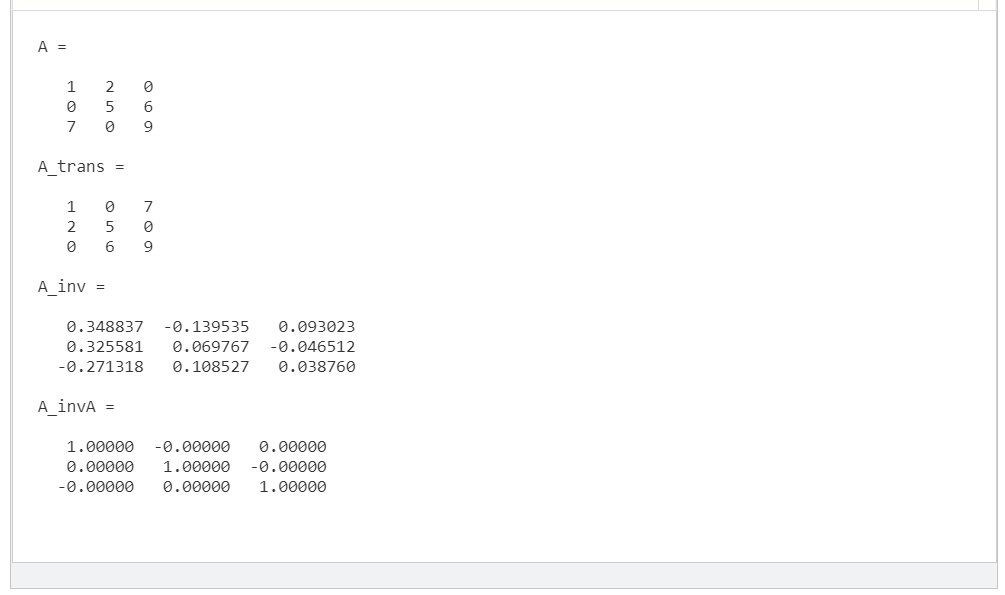 A =
1 2 0
0 5 6
7 0 9
A_trans =
1 0 7
2 5 0
0 6 9
A_inv =
0.348837 -0.139535 0.093023
0.325581 0.069767 -0.046512
-0.271318 0.108527 0.038760
A_invA =
1.00000 -0.00000 0.00000
0.00000 1.00000 -0.00000
-0.00000 0.00000 1.00000